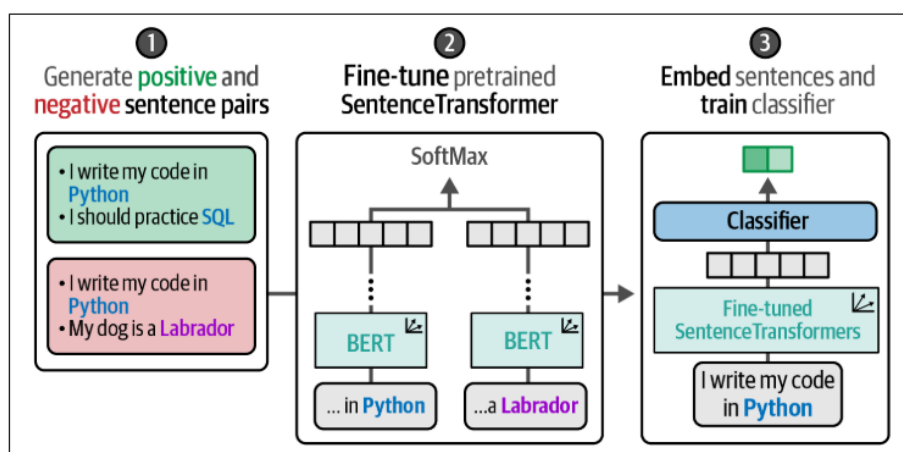 1
Generate positive and
negative sentence pairs
• I write my code in
Python
• I should practice SQL
• I write my code in
Python
• My dog is a Labrador
2
Fine-tune pretrained
SentenceTransformer
SoftMax
BERT
BERT
... in Python
...a Labrador
3
Embed sentences and
train classifier
Classifier
Fine-tuned
SentenceTransformers
I write my code
in Python